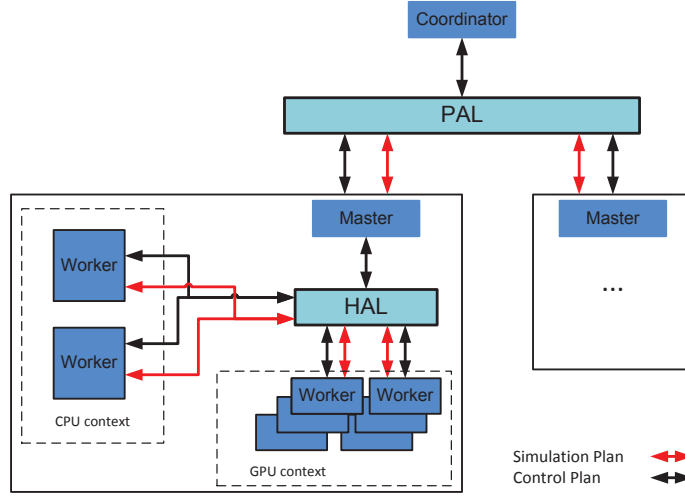 Coordinator
PAL
Master
Master
Worker
HAL
...
Worker
Worker
Worker
CPU context
GPU context
Simulation Plan
Control Plan